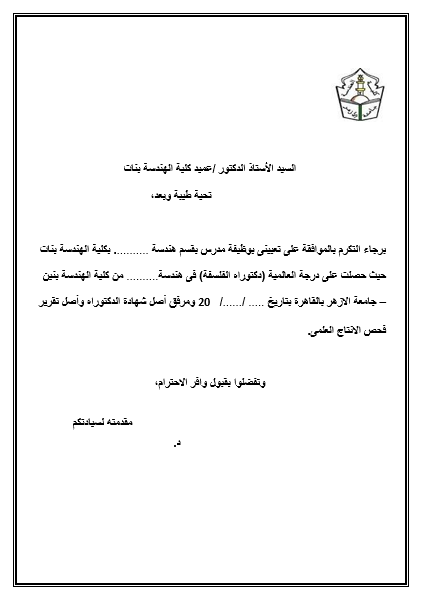 السيد الأستاذ الدكتور /عميد كلية الهندسة بنات
تحية طيبة وبعد،
برجاء التكرم بالموافقة على تعيينى بوظيفة مدرس بقسم هندسة ........... بكلية الهندسة بنات
حيث حصلت على درجة العالمية (دكتوراه الفلسفة) فى هندسة.......... من كلية الهندسة بنين
– جامعة الازهر بالقاهرة بتاريخ ..... /....../ 20 ومرفق أصل شهادة الدكتوراه وأصل تقرير
فحص الانتاج العلمى.
وتفضلوا بقبول وافر الاحترام،
مقدمته لسيادتكم
د.